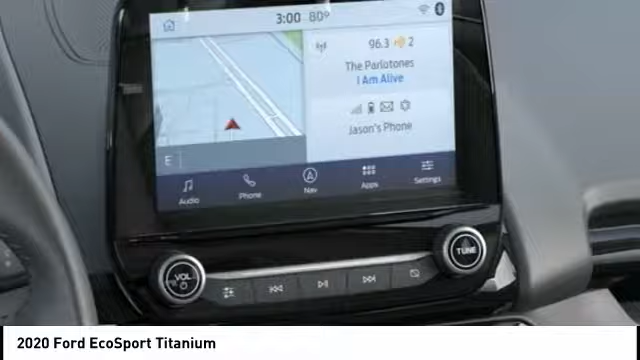 3:00 80°
96.3 2
The Parlotones
I Am Alive
Jason's Phone
E
Audio
Phone
Nav
Apps
Settings
VOL
TUNE
2020 Ford EcoSport Titanium